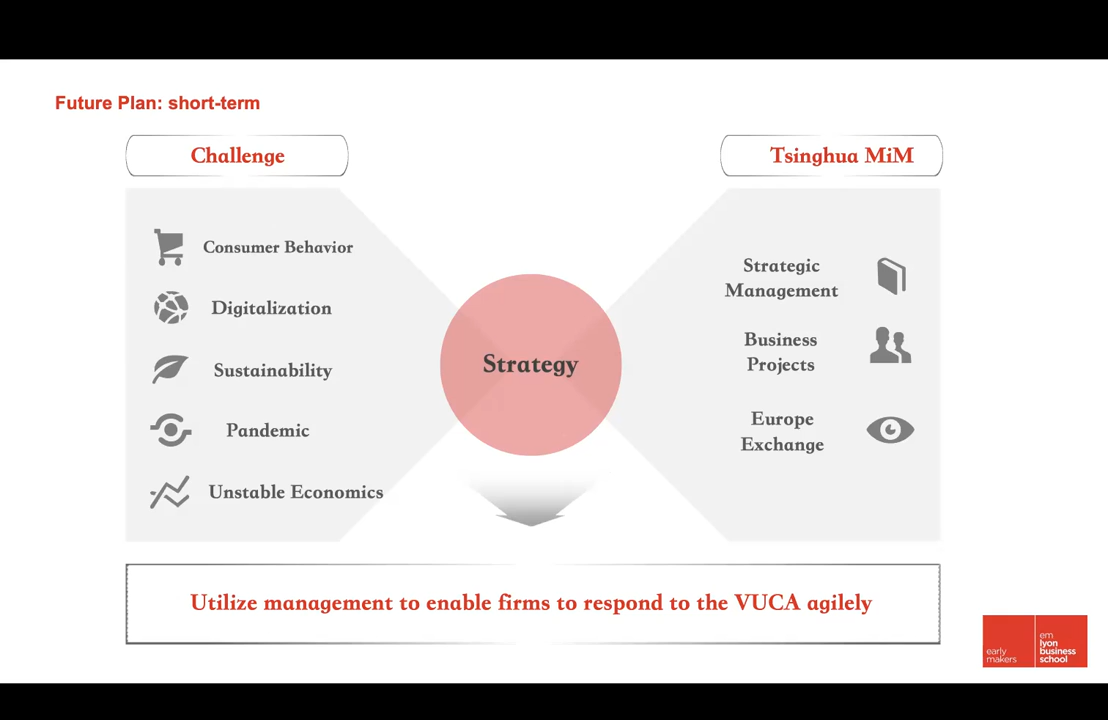 Future Plan: short-term
Challenge
Tsinghua MiM
Consumer Behavior
Digitalization
Sustainability
Pandemic
Unstable Economics
Strategy
Strategic
Management
Business
Projects
Europe
Exchange
Utilize management to enable firms to respond to the VUCA agilely
early
makers
em
lyon
business
school